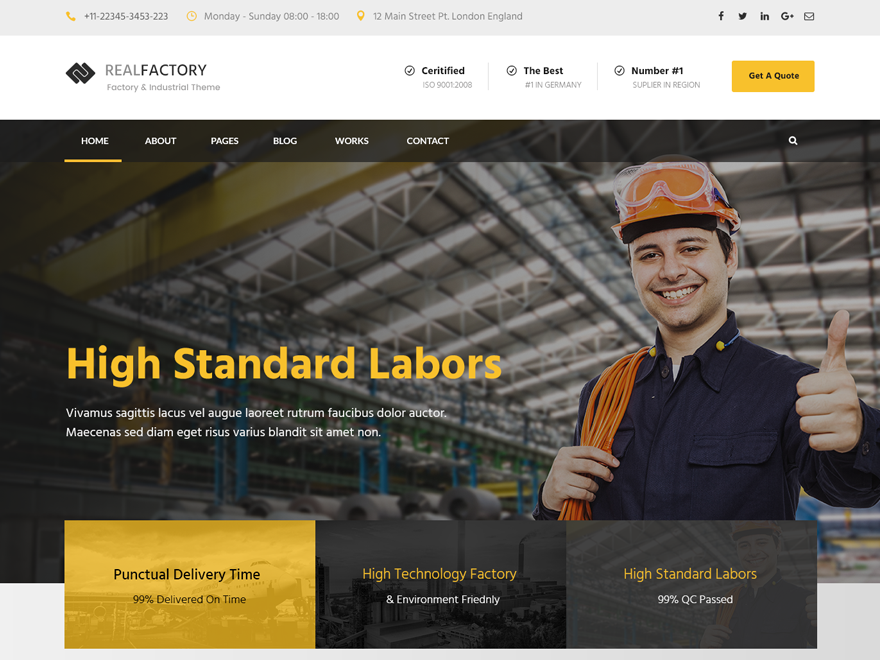 +11-22345-3453-223
Monday - Sunday 08:00 - 18:00
12 Main Street Pt. London England
REALFACTORY
Factory & Industrial Theme
Ceritified
ISO 9001:2008
The Best
#1 IN GERMANY
Number #1
SUPLIER IN REGION
Get A Quote
HOME ABOUT PAGES BLOG WORKS CONTACT
High Standard Labors
Vivamus sagittis lacus vel augue laoreet rutrum faucibus dolor auctor.
Maecenas sed diam eget risus varius blandit sit amet non.
Punctual Delivery Time
99% Delivered On Time
High Technology Factory
& Environment Friednly
High Standard Labors
99% QC Passed